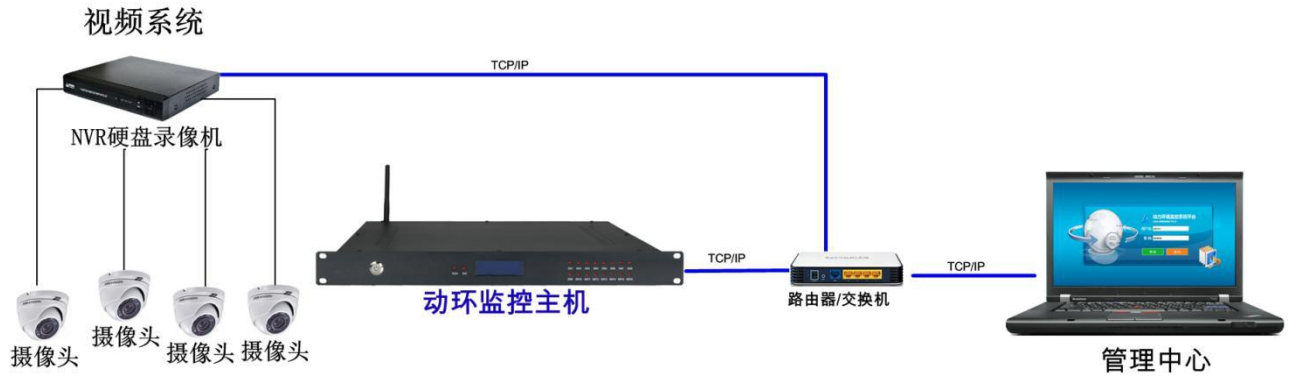 视频系统
TCP/IP
NVR硬盘录像机
TCP/IP
TCP/IP
动环监控主机
路由器/交换机
摄像头
摄像头
摄像头
摄像头
管理中心